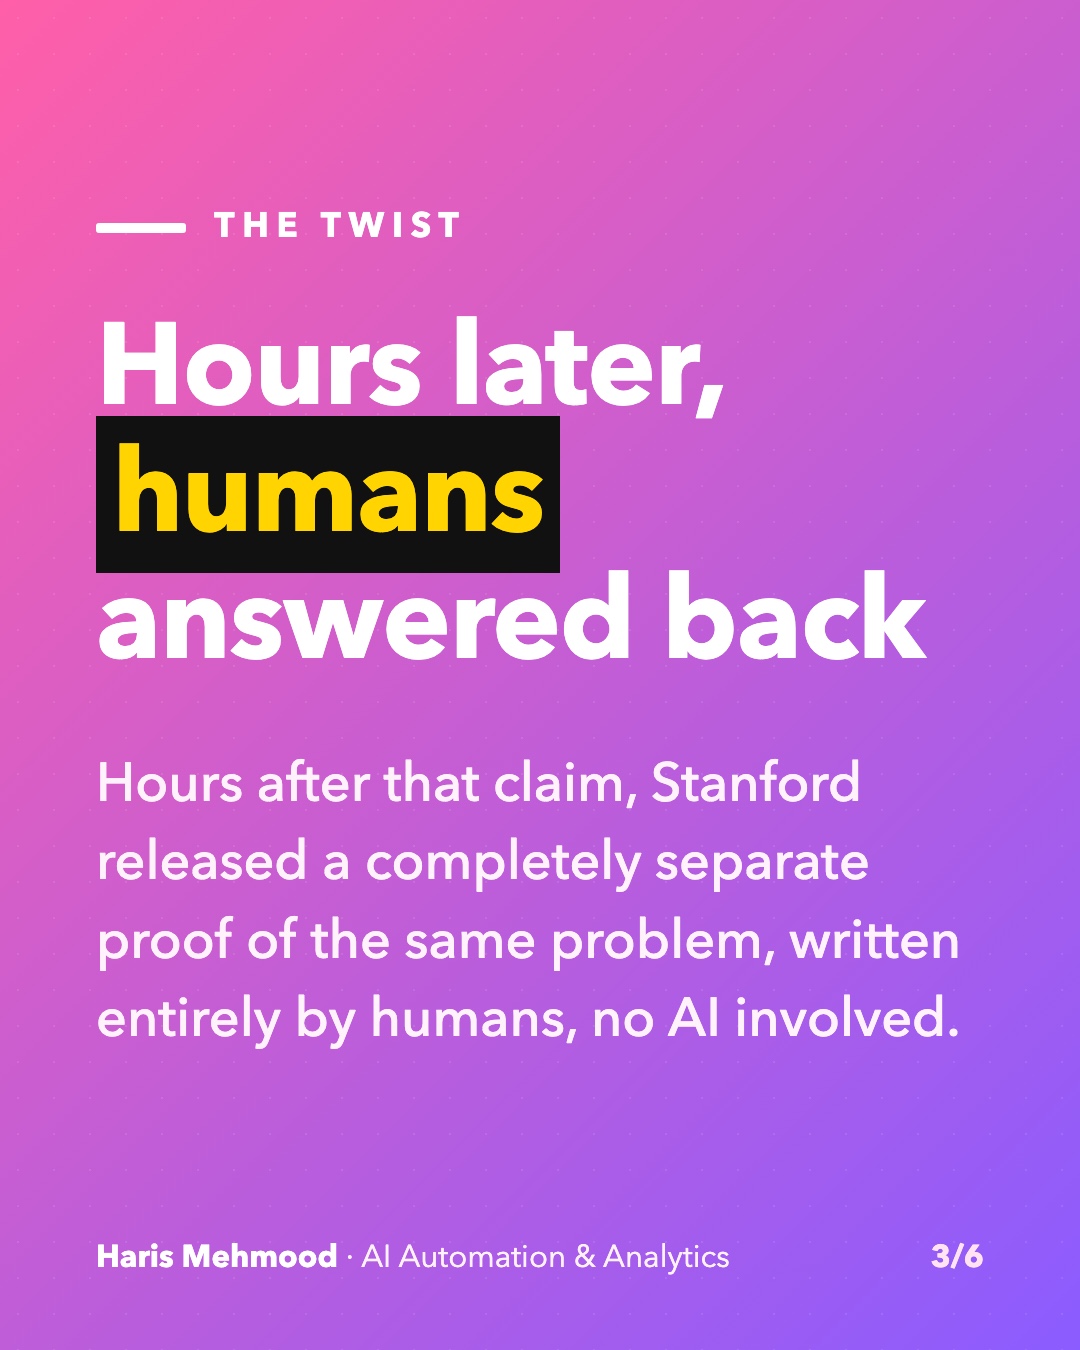 THE TWIST
Hours later,
humans
answered back
Hours after that claim, Stanford
released a completely separate
proof of the same problem, written
entirely by humans, no AI involved.
Haris Mehmood · AI Automation & Analytics 3/6